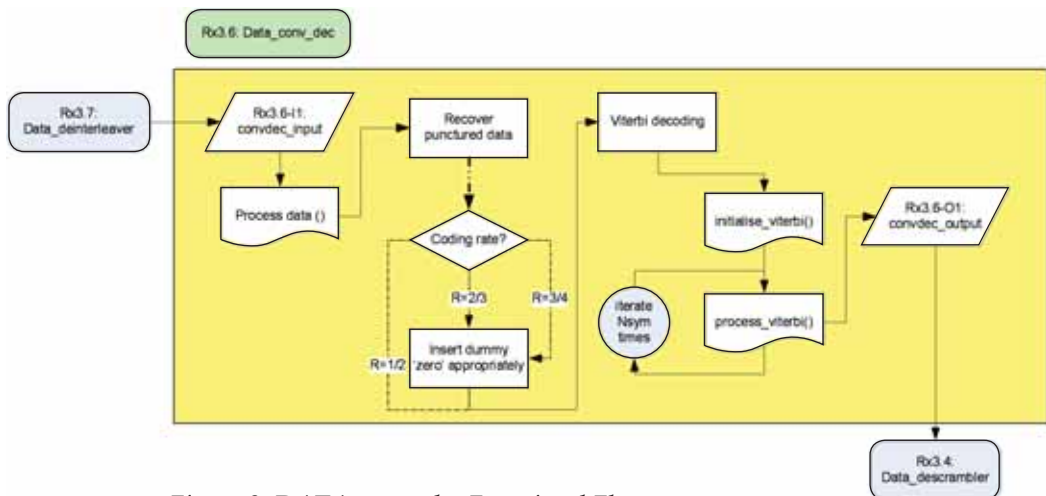 Rx3.6: Data_conv_dec
Rx3.7:
Data_deinterleaver
Rx3.6-I1:
convdec_input
Process data ()
Recover
punctured data
Coding rate?
R=2/3
R=3/4
R=1/2
Insert dummy
'zero' appropriately
Viterbi decoding
initialise_viterbi()
iterate
Nsym
times
process_viterbi()
Rx3.6-O1:
convdec_output
Rx3.4:
Data_descrambler